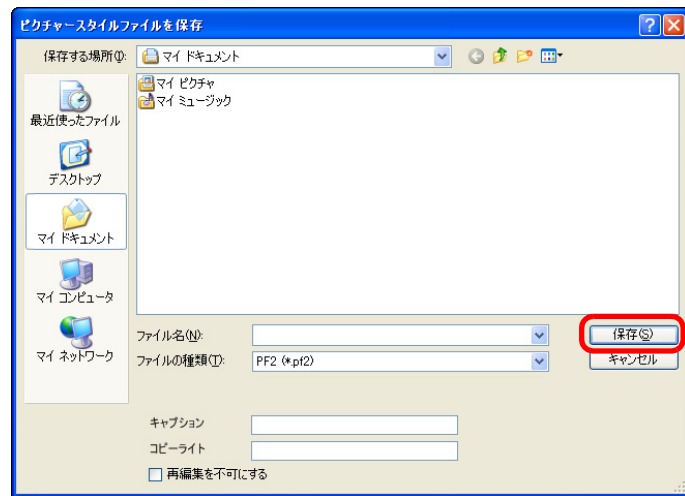 ピクチャースタイルファイルを保存
保存する場所(I):
マイ ドキュメント
マイ ピクチャ
マイ ミュージック
最近使ったファイル
デスクトップ
マイ ドキュメント
マイ コンピュータ
マイ ネットワーク
ファイル名(N):
保存(S)
ファイルの種類(T):
PF2 (*.pf2)
キャンセル
キャプション
コピーライト
再編集を不可にする